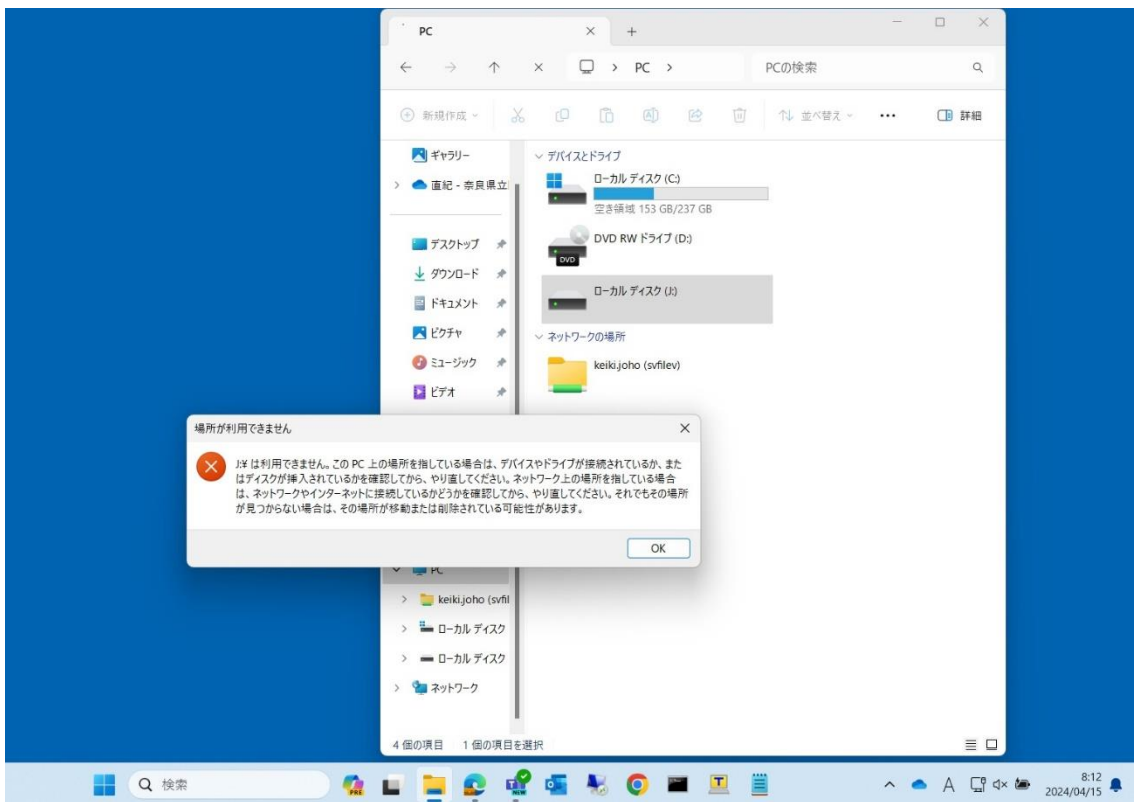 PC
PC
PCの検索
新規作成
並べ替え
詳細
ギャラリー
直紀 - 奈良県立
デスクトップ
ダウンロード
ドキュメント
ピクチャ
ミュージック
ビデオ
デバイスとドライブ
ローカル ディスク (C:)
空き領域 153 GB/237 GB
DVD RW ドライブ (D:)
DVD
ローカル ディスク (J:)
ネットワークの場所
keiki.joho (svfilev)
場所が利用できません
J:¥ は利用できません。この PC 上の場所を指している場合は、デバイスやドライブが接続されているか、また
はディスクが挿入されているかを確認してから、やり直してください。ネットワーク上の場所を指している場合
は、ネットワークやインターネットに接続しているかどうかを確認してから、やり直してください。それでもその場所
が見つからない場合は、その場所が移動または削除されている可能性があります。
OK
PC
keiki.joho (svfil
ローカル ディスク
ローカル ディスク
ネットワーク
4 個の項目
1 個の項目を選択
検索
PRE
NEW
A
8:12
2024/04/15